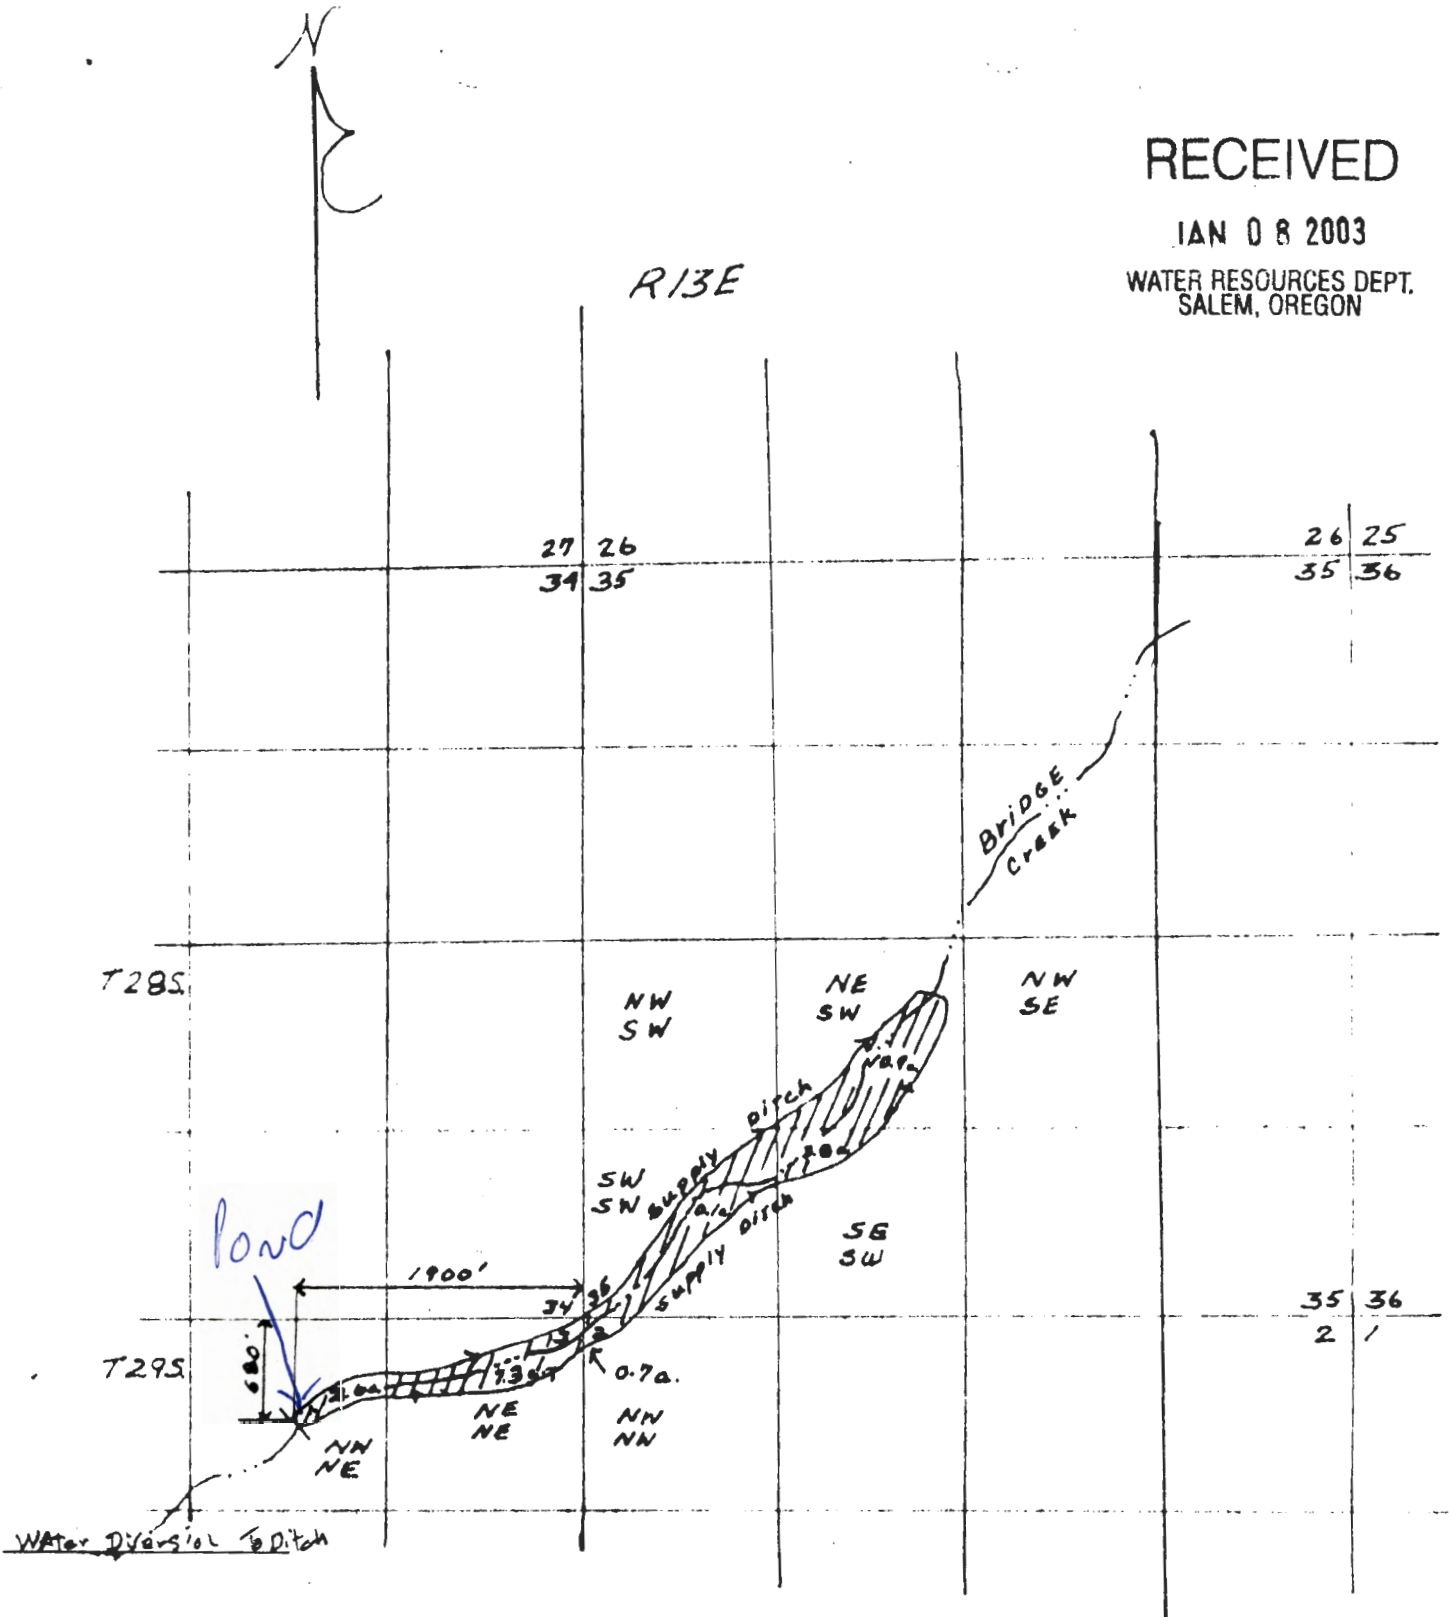 N
RECEIVED
JAN 08 2003
WATER RESOURCES DEPT.
SALEM, OREGON
R13E
27 26
34 35
26 25
35 36
BriDGE
Creek
T28S.
NW
SW
NE
SW
NW
SE
Supply Ditch
SW
SW
Supply Ditch
SE
SW
Pond
1900'
34 35
35 36
2 1
680'
T29S.
2
0.7a.
NE
NE
NW
NW
NW
NE
Water Diversion To Ditch